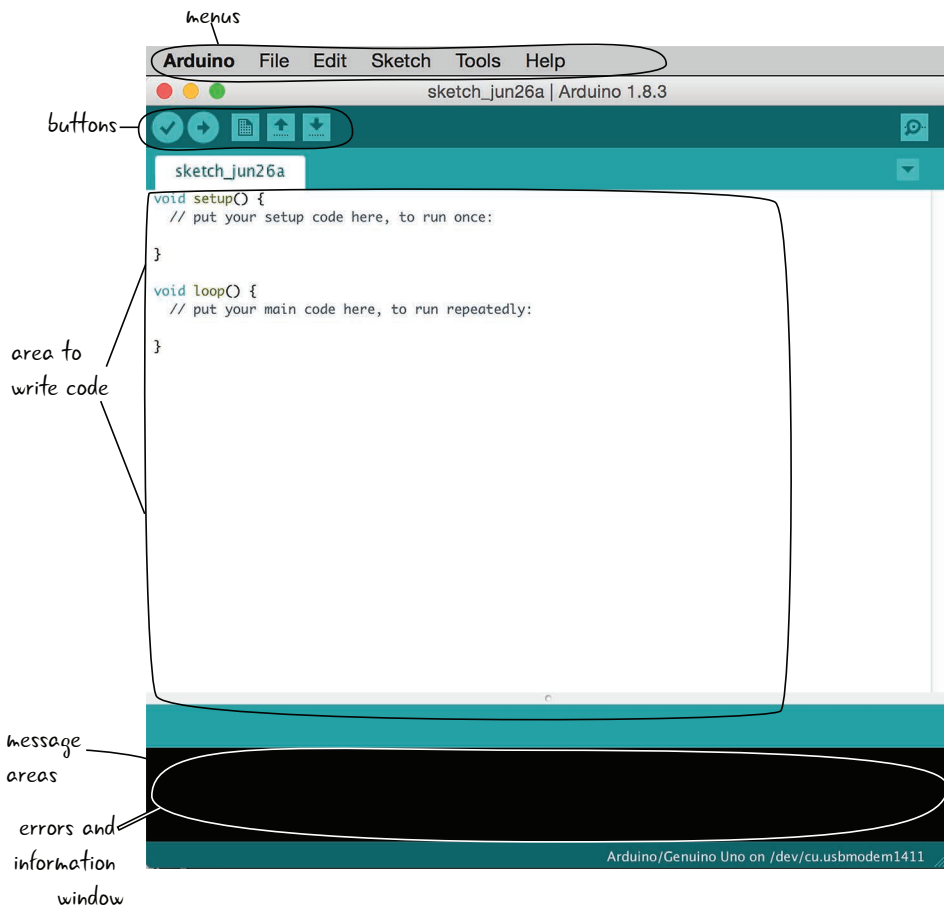 menus
Arduino File Edit Sketch Tools Help
sketch_jun26a | Arduino 1.8.3
buttons
sketch_jun26a
void setup() {
// put your setup code here, to run once:
}
void loop() {
// put your main code here, to run repeatedly:
}
area to
write code
message
areas
errors and
information
window
Arduino/Genuino Uno on /dev/cu.usbmodem1411